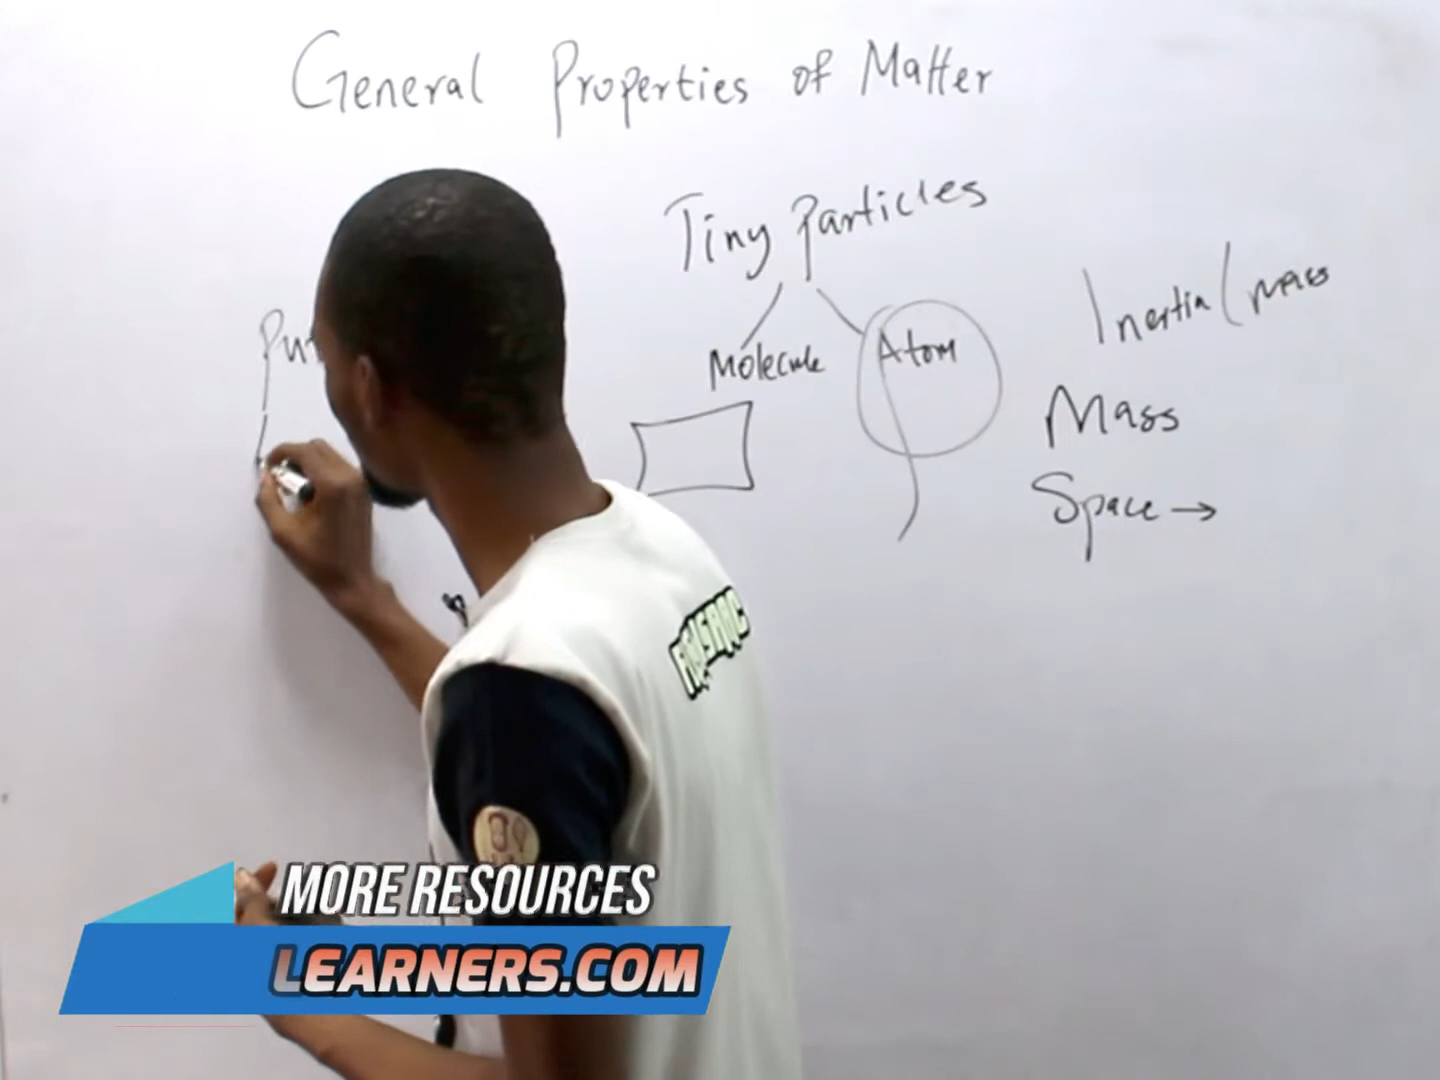 General Properties of Matter
Tiny Particles
Molecule
Atom
Inertia (mass
Mass
Space →
MORE RESOURCES
LEARNERS.COM